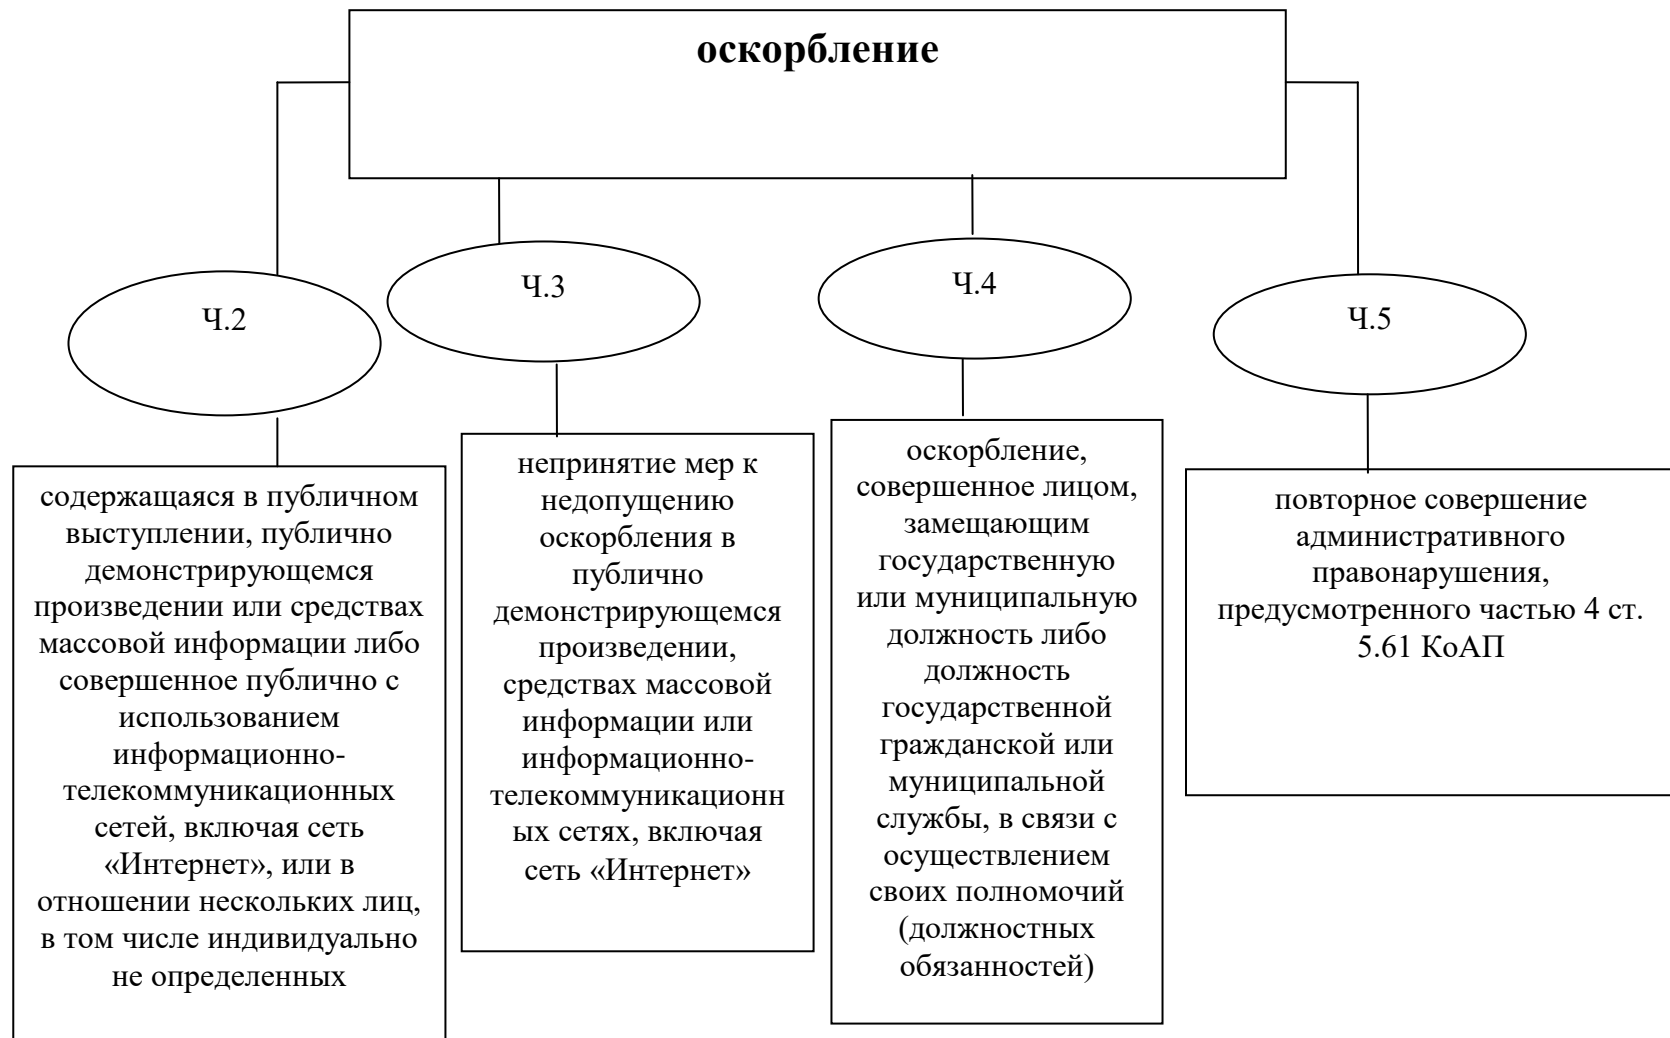 оскорбление
Ч.2
Ч.3
Ч.4
Ч.5
содержащаяся в публичном
выступлении, публично
демонстрирующемся
произведении или средствах
массовой информации либо
совершенное публично с
использованием
информационно-
телекоммуникационных
сетей, включая сеть
«Интернет», или в
отношении нескольких лиц,
в том числе индивидуально
не определенных
непринятие мер к
недопущению
оскорбления в
публично
демонстрирующемся
произведении,
средствах массовой
информации или
информационно-
телекоммуникационн
ых сетях, включая
сеть «Интернет»
оскорбление,
совершенное лицом,
замещающим
государственную
или муниципальную
должность либо
должность
государственной
гражданской или
муниципальной
службы, в связи с
осуществлением
своих полномочий
(должностных
обязанностей)
повторное совершение
административного
правонарушения,
предусмотренного частью 4 ст.
5.61 КоАП